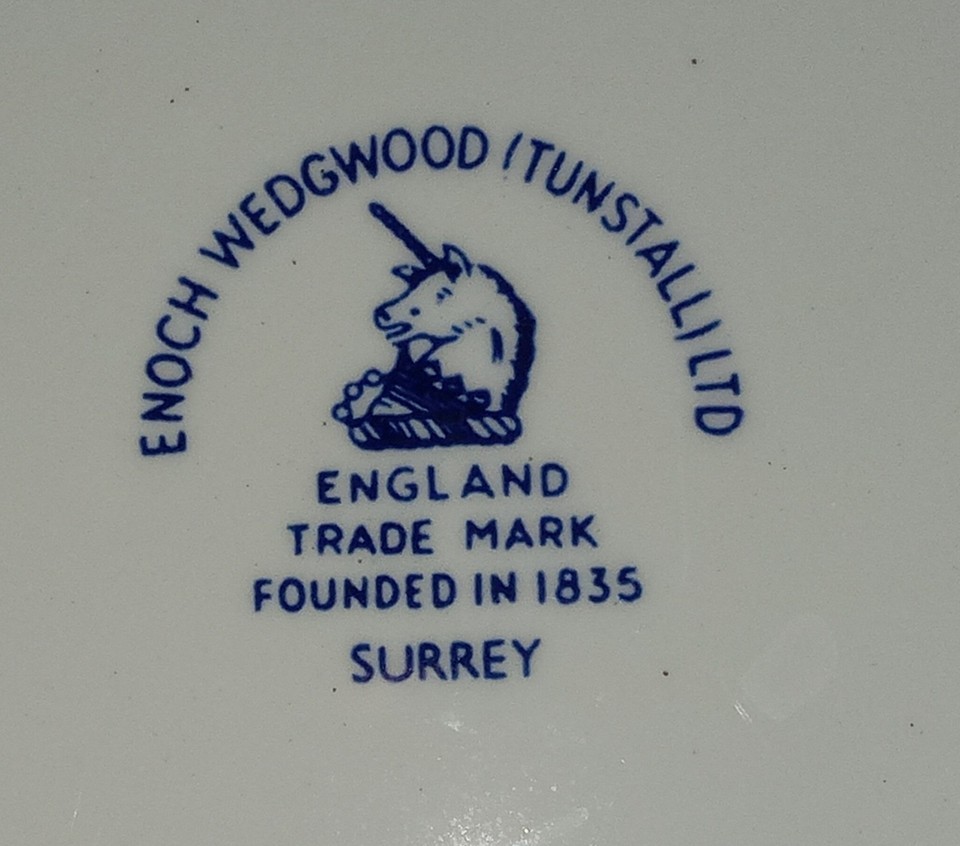 ENOCH WEDGWOOD (TUNSTALL) LTD
ENGLAND
TRADE MARK
FOUNDED IN 1835
SURREY